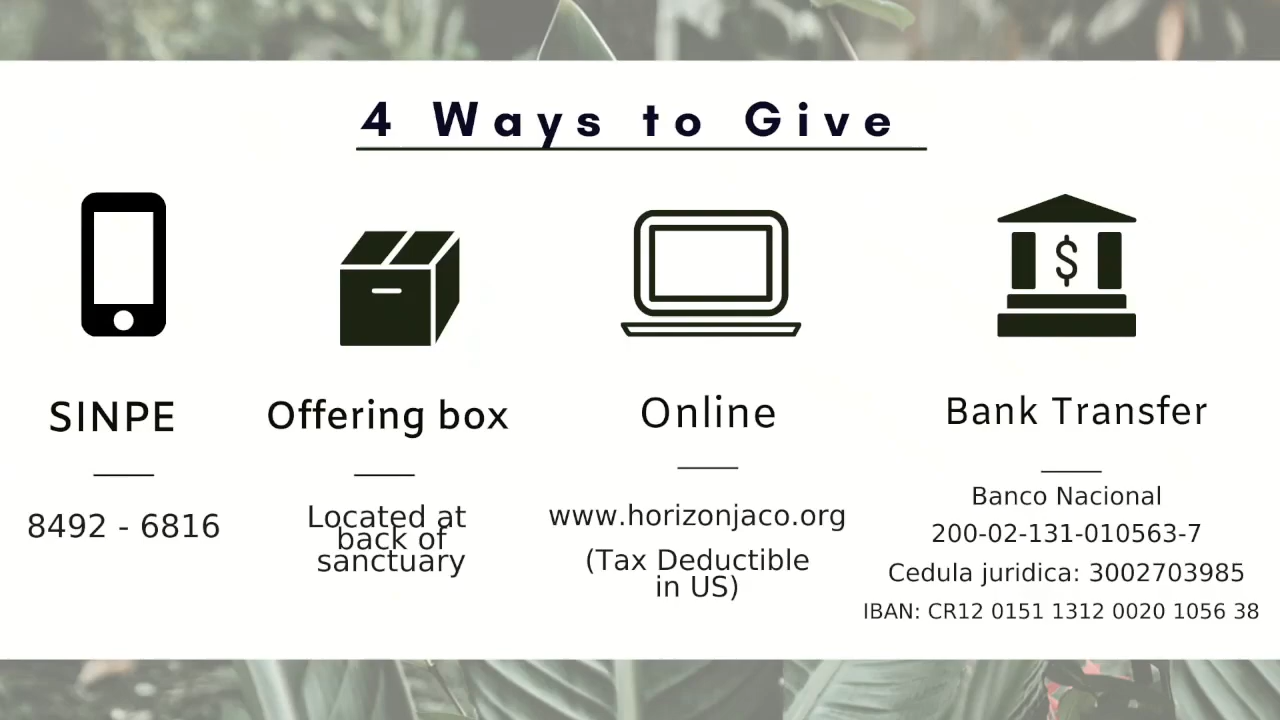 4 Ways to Give
$
SINPE
8492 - 6816
Offering box
Located at
back of
sanctuary
Online
www.horizonjaco.org
(Tax Deductible
in US)
Bank Transfer
Banco Nacional
200-02-131-010563-7
Cedula juridica: 3002703985
IBAN: CR12 0151 1312 0020 1056 38